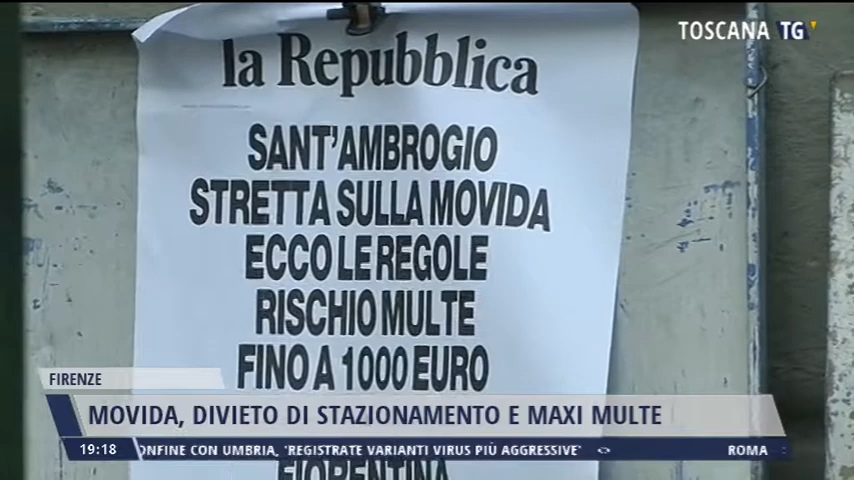 TOSCANA TG
la Repubblica
SANT'AMBROGIO
STRETTA SULLA MOVIDA
ECCO LE REGOLE
RISCHIO MULTE
FINO A 1000 EURO
FIRENZE
MOVIDA, DIVIETO DI STAZIONAMENTO E MAXI MULTE
19:18 ONFINE CON UMBRIA, 'REGISTRATE VARIANTI VIRUS PIÙ AGGRESSIVE' ROMA
FIORENTINA